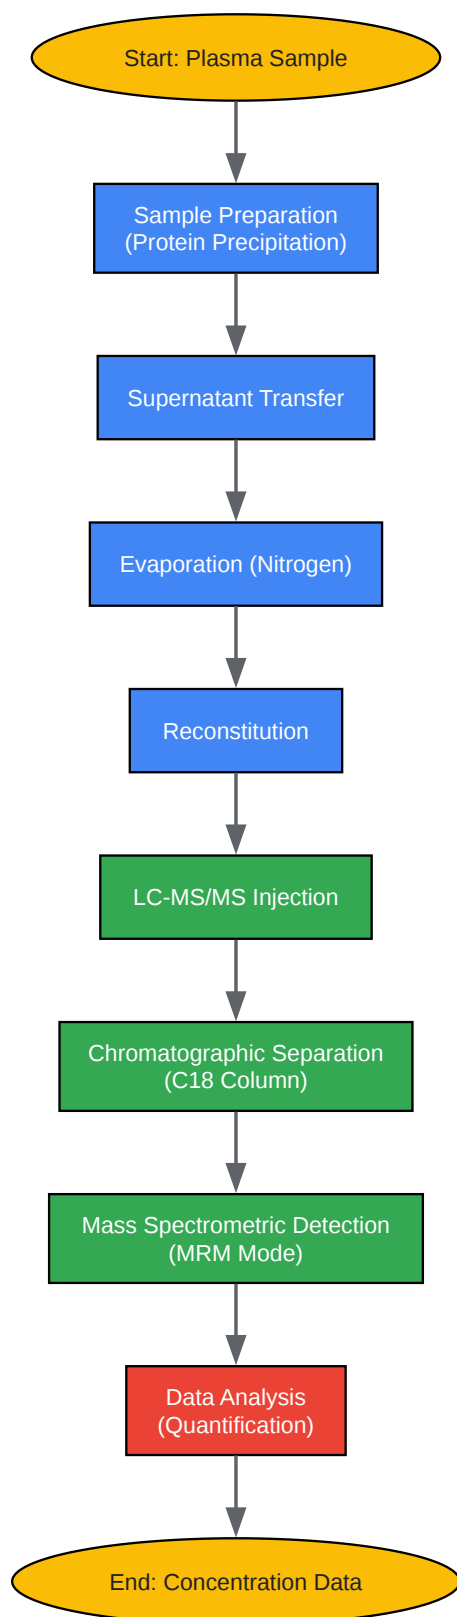 Start: Plasma Sample
Sample Preparation
(Protein Precipitation)
Supernatant Transfer
Evaporation (Nitrogen)
Reconstitution
LC-MS/MS Injection
Chromatographic Separation
(C18 Column)
Mass Spectrometric Detection
(MRM Mode)
Data Analysis
(Quantification)
End: Concentration Data